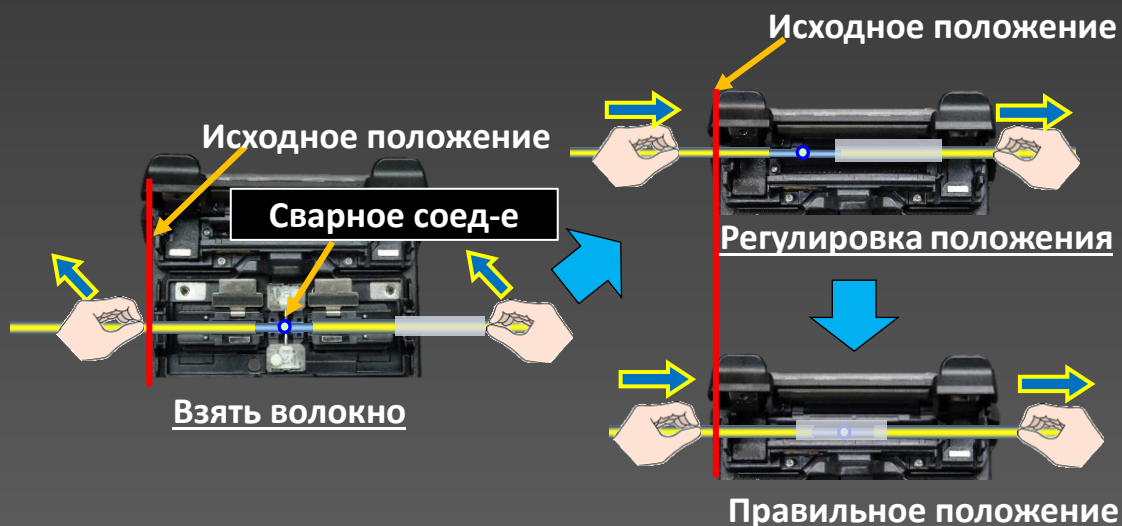 Исходное положение
Исходное положение
Сварное соед-е
Регулировка положения
Взять волокно
Правильное положение